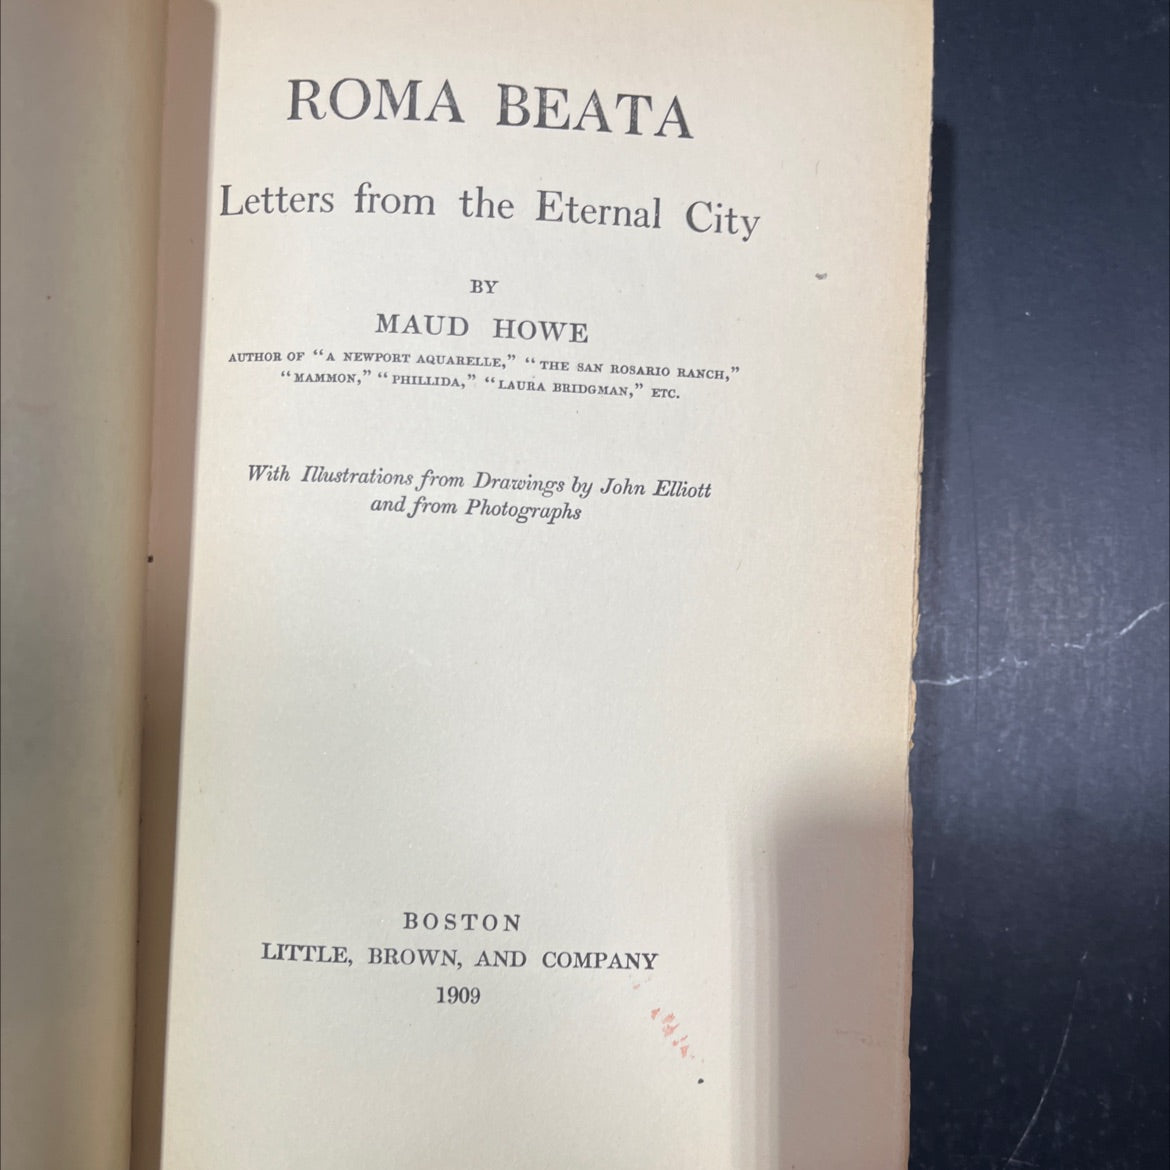 ROMA BEATA
Letters from the Eternal City
BY
MAUD HOWE
AUTHOR OF "A NEWPORT AQUARELLE," "THE SAN ROSARIO RANCH,"
"MAMMON," "PHILLIDA," "LAURA BRIDGMAN," ETC.
With Illustrations from Drawings by John Elliott
and from Photographs
BOSTON
LITTLE, BROWN, AND COMPANY
1909